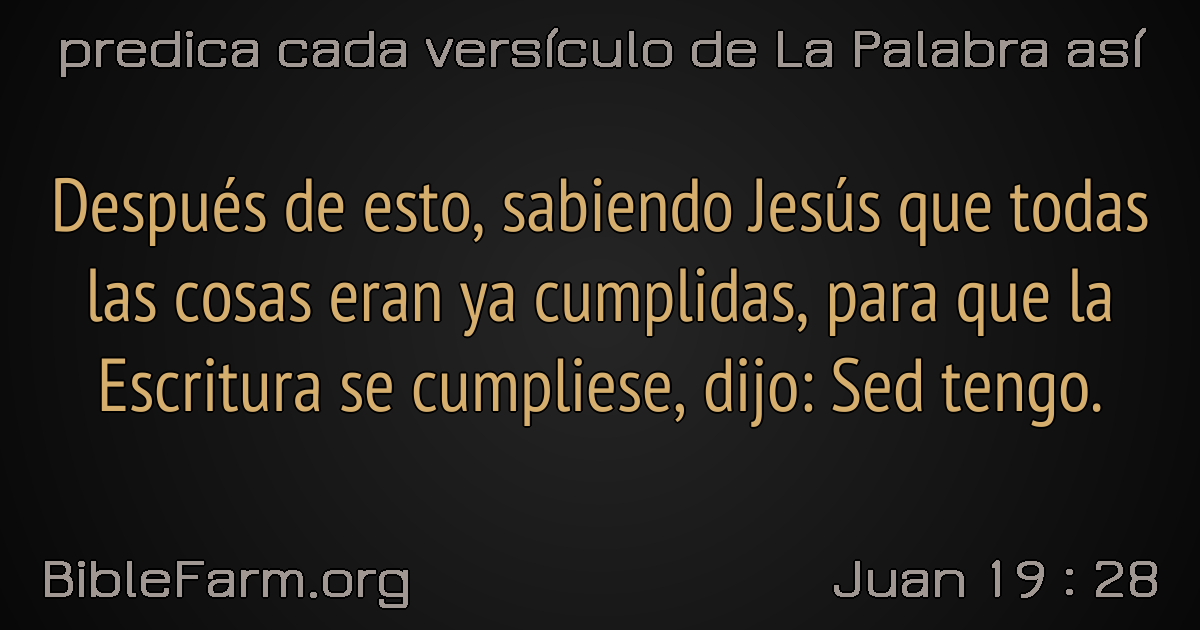 predica cada versículo de La Palabra así
Después de esto, sabiendo Jesús que todas
las cosas eran ya cumplidas, para que la
Escritura se cumpliese, dijo: Sed tengo.
BibleFarm.org
Juan 19 : 28